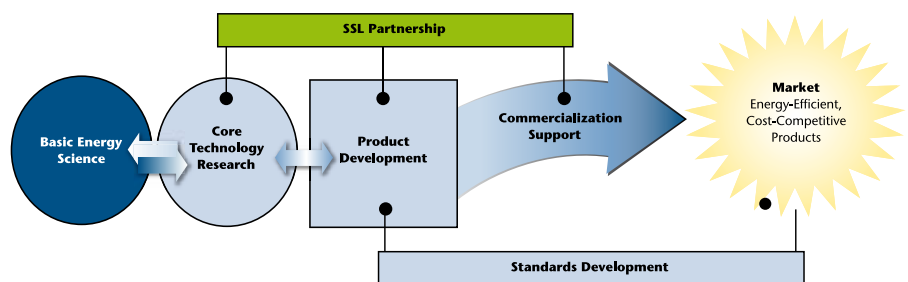 SSL Partnership
Basic Energy
Science
Core
Technology
Research
Product
Development
Commercialization
Support
Market
Energy-Efficient,
Cost-Competitive
Products
Standards Development